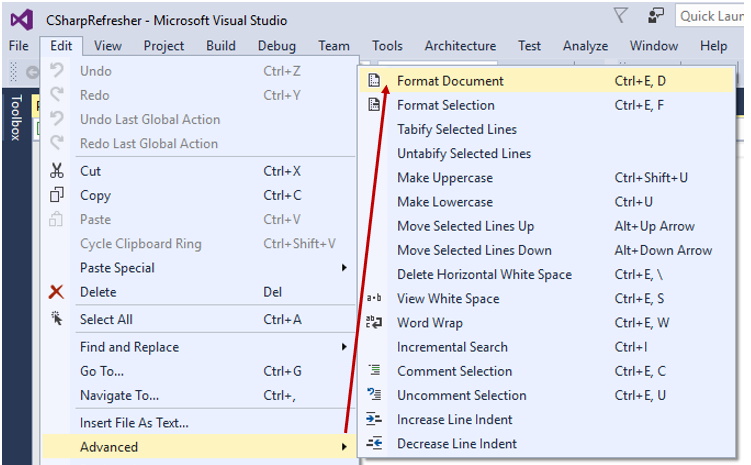 CSharpRefresher - Microsoft Visual Studio
Quick Laun
File Edit View Project Build Debug Team Tools Architecture Test Analyze Window Help
Toolbox
Undo Ctrl+Z
Redo Ctrl+Y
Undo Last Global Action
Redo Last Global Action
Cut Ctrl+X
Copy Ctrl+C
Paste Ctrl+V
Cycle Clipboard Ring Ctrl+Shift+V
Paste Special
Delete Del
Select All Ctrl+A
Find and Replace
Go To... Ctrl+G
Navigate To... Ctrl+,
Insert File As Text...
Advanced
Format Document Ctrl+E, D
Format Selection Ctrl+E, F
Tabify Selected Lines
Untabify Selected Lines
Make Uppercase Ctrl+Shift+U
Make Lowercase Ctrl+U
Move Selected Lines Up Alt+Up Arrow
Move Selected Lines Down Alt+Down Arrow
Delete Horizontal White Space Ctrl+E, \
View White Space Ctrl+E, S
Word Wrap Ctrl+E, W
Incremental Search Ctrl+I
Comment Selection Ctrl+E, C
Uncomment Selection Ctrl+E, U
Increase Line Indent
Decrease Line Indent